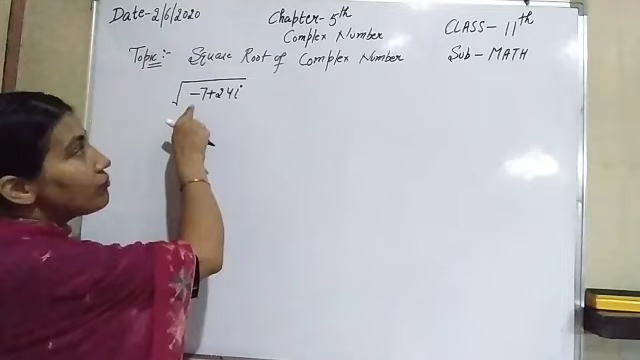 Date-2/6/2020
Chapter-5th
Complex Number
CLASS-11th
Sub-MATH
Topic:- Square Root of Complex Number
√-7+24i